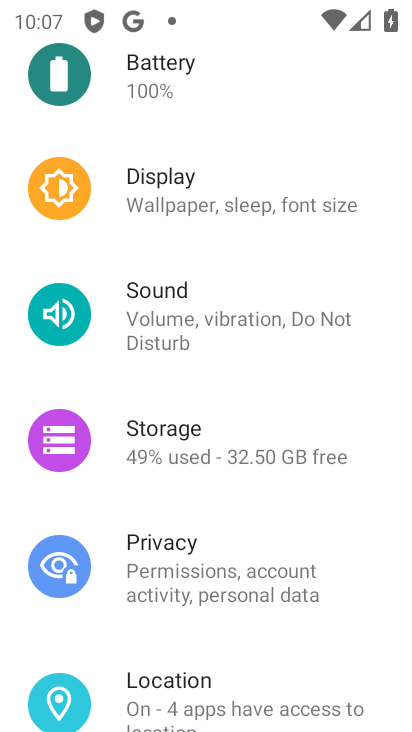 10:07
Battery
100%
Display
Wallpaper, sleep, font size
Sound
Volume, vibration, Do Not
Disturb
Storage
49% used - 32.50 GB free
Privacy
Permissions, account
activity, personal data
Location
On - 4 apps have access to
location